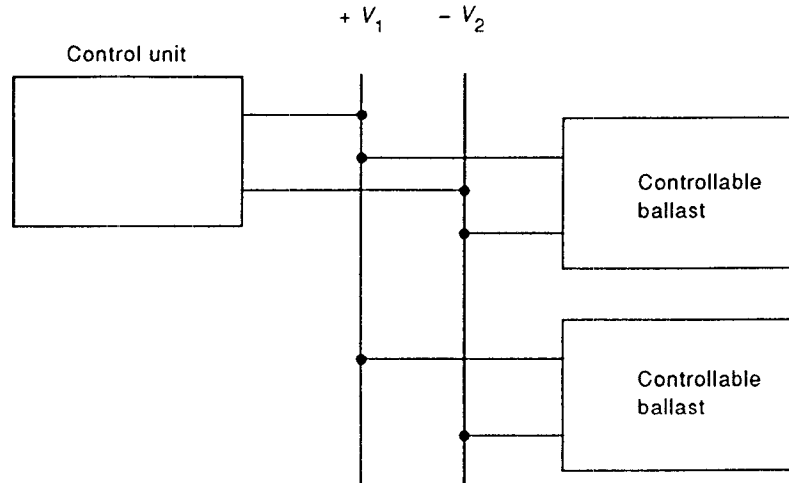 + V₁ − V₂
Control unit
Controllable
ballast
Controllable
ballast